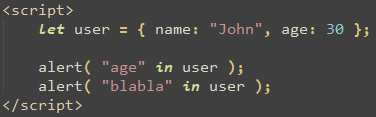 <script>
let user = { name: "John", age: 30 };
alert( "age" in user );
alert( "blabla" in user );
</script>